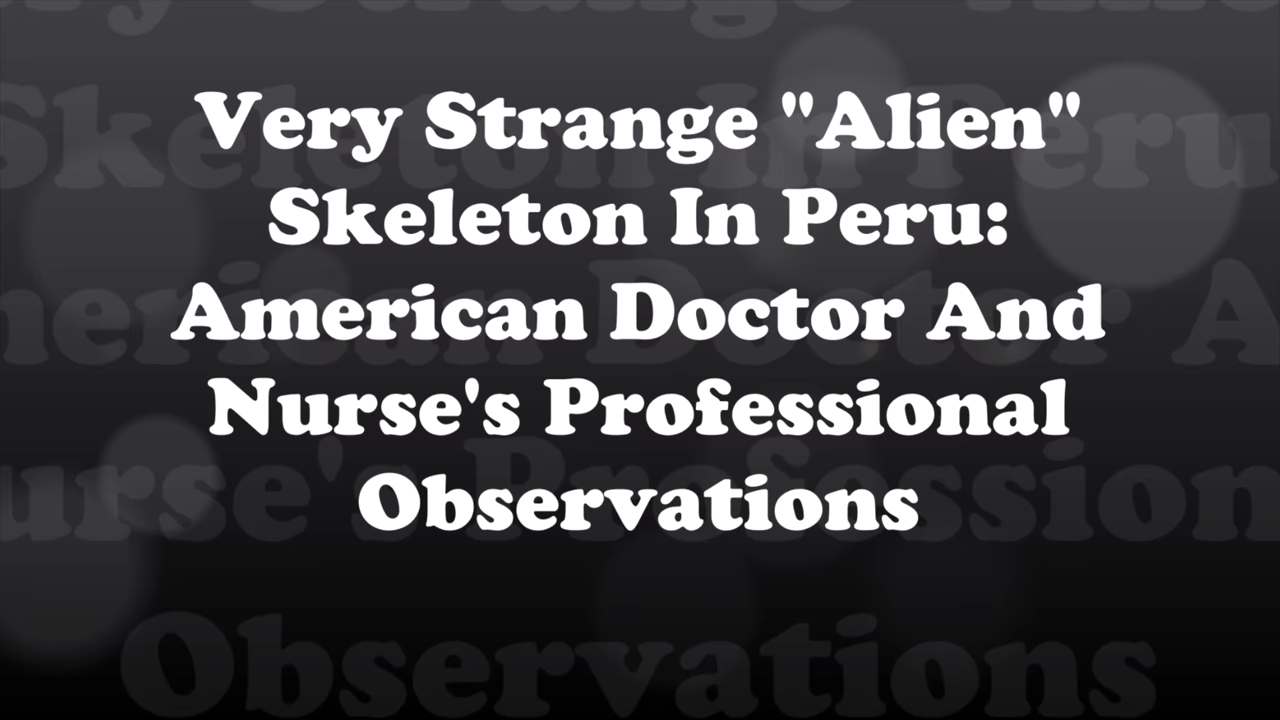 Very Strange "Alien"
Skeleton In Peru:
American Doctor And
Nurse's Professional
Observations